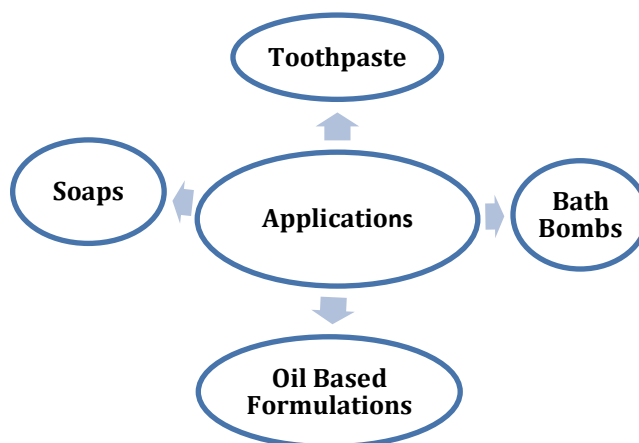 Toothpaste
Soaps
Applications
Bath
Bombs
Oil Based
Formulations